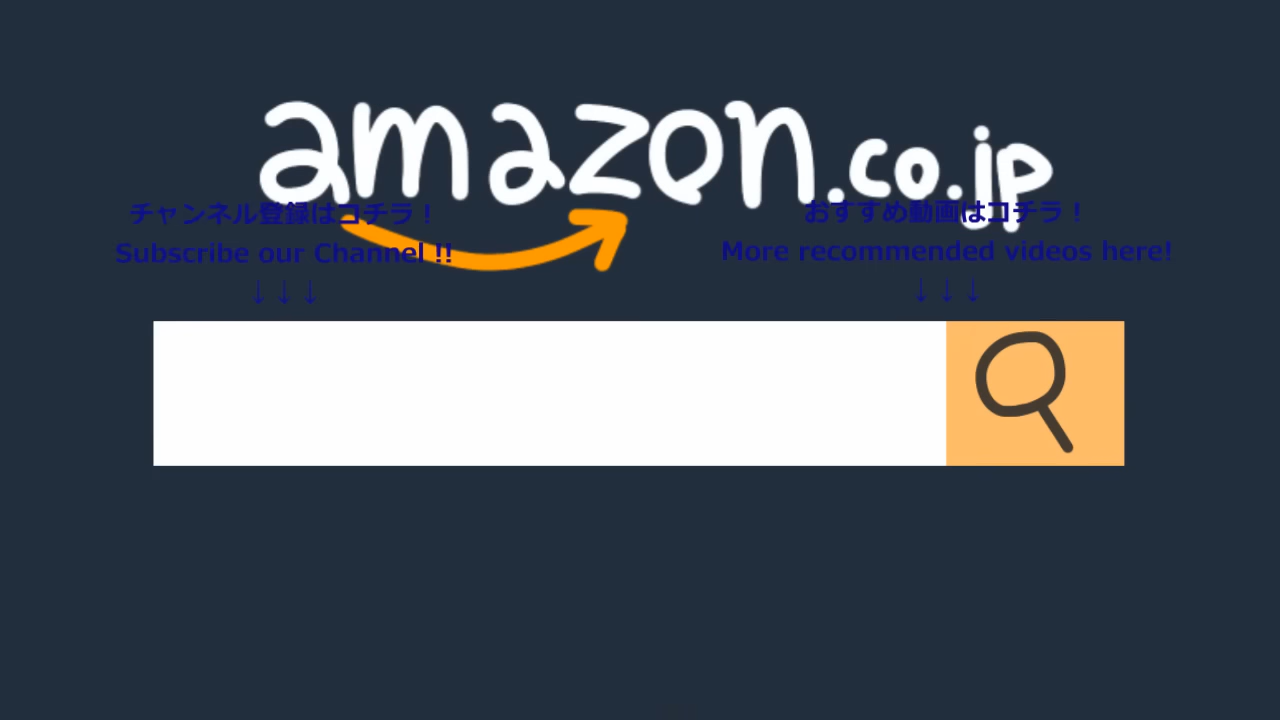 amazon.co.jp
チャンネル登録はコチラ！
Subscribe our Channel !!
↓↓↓
おすすめ動画はコチラ！
More recommended videos here!
↓↓↓